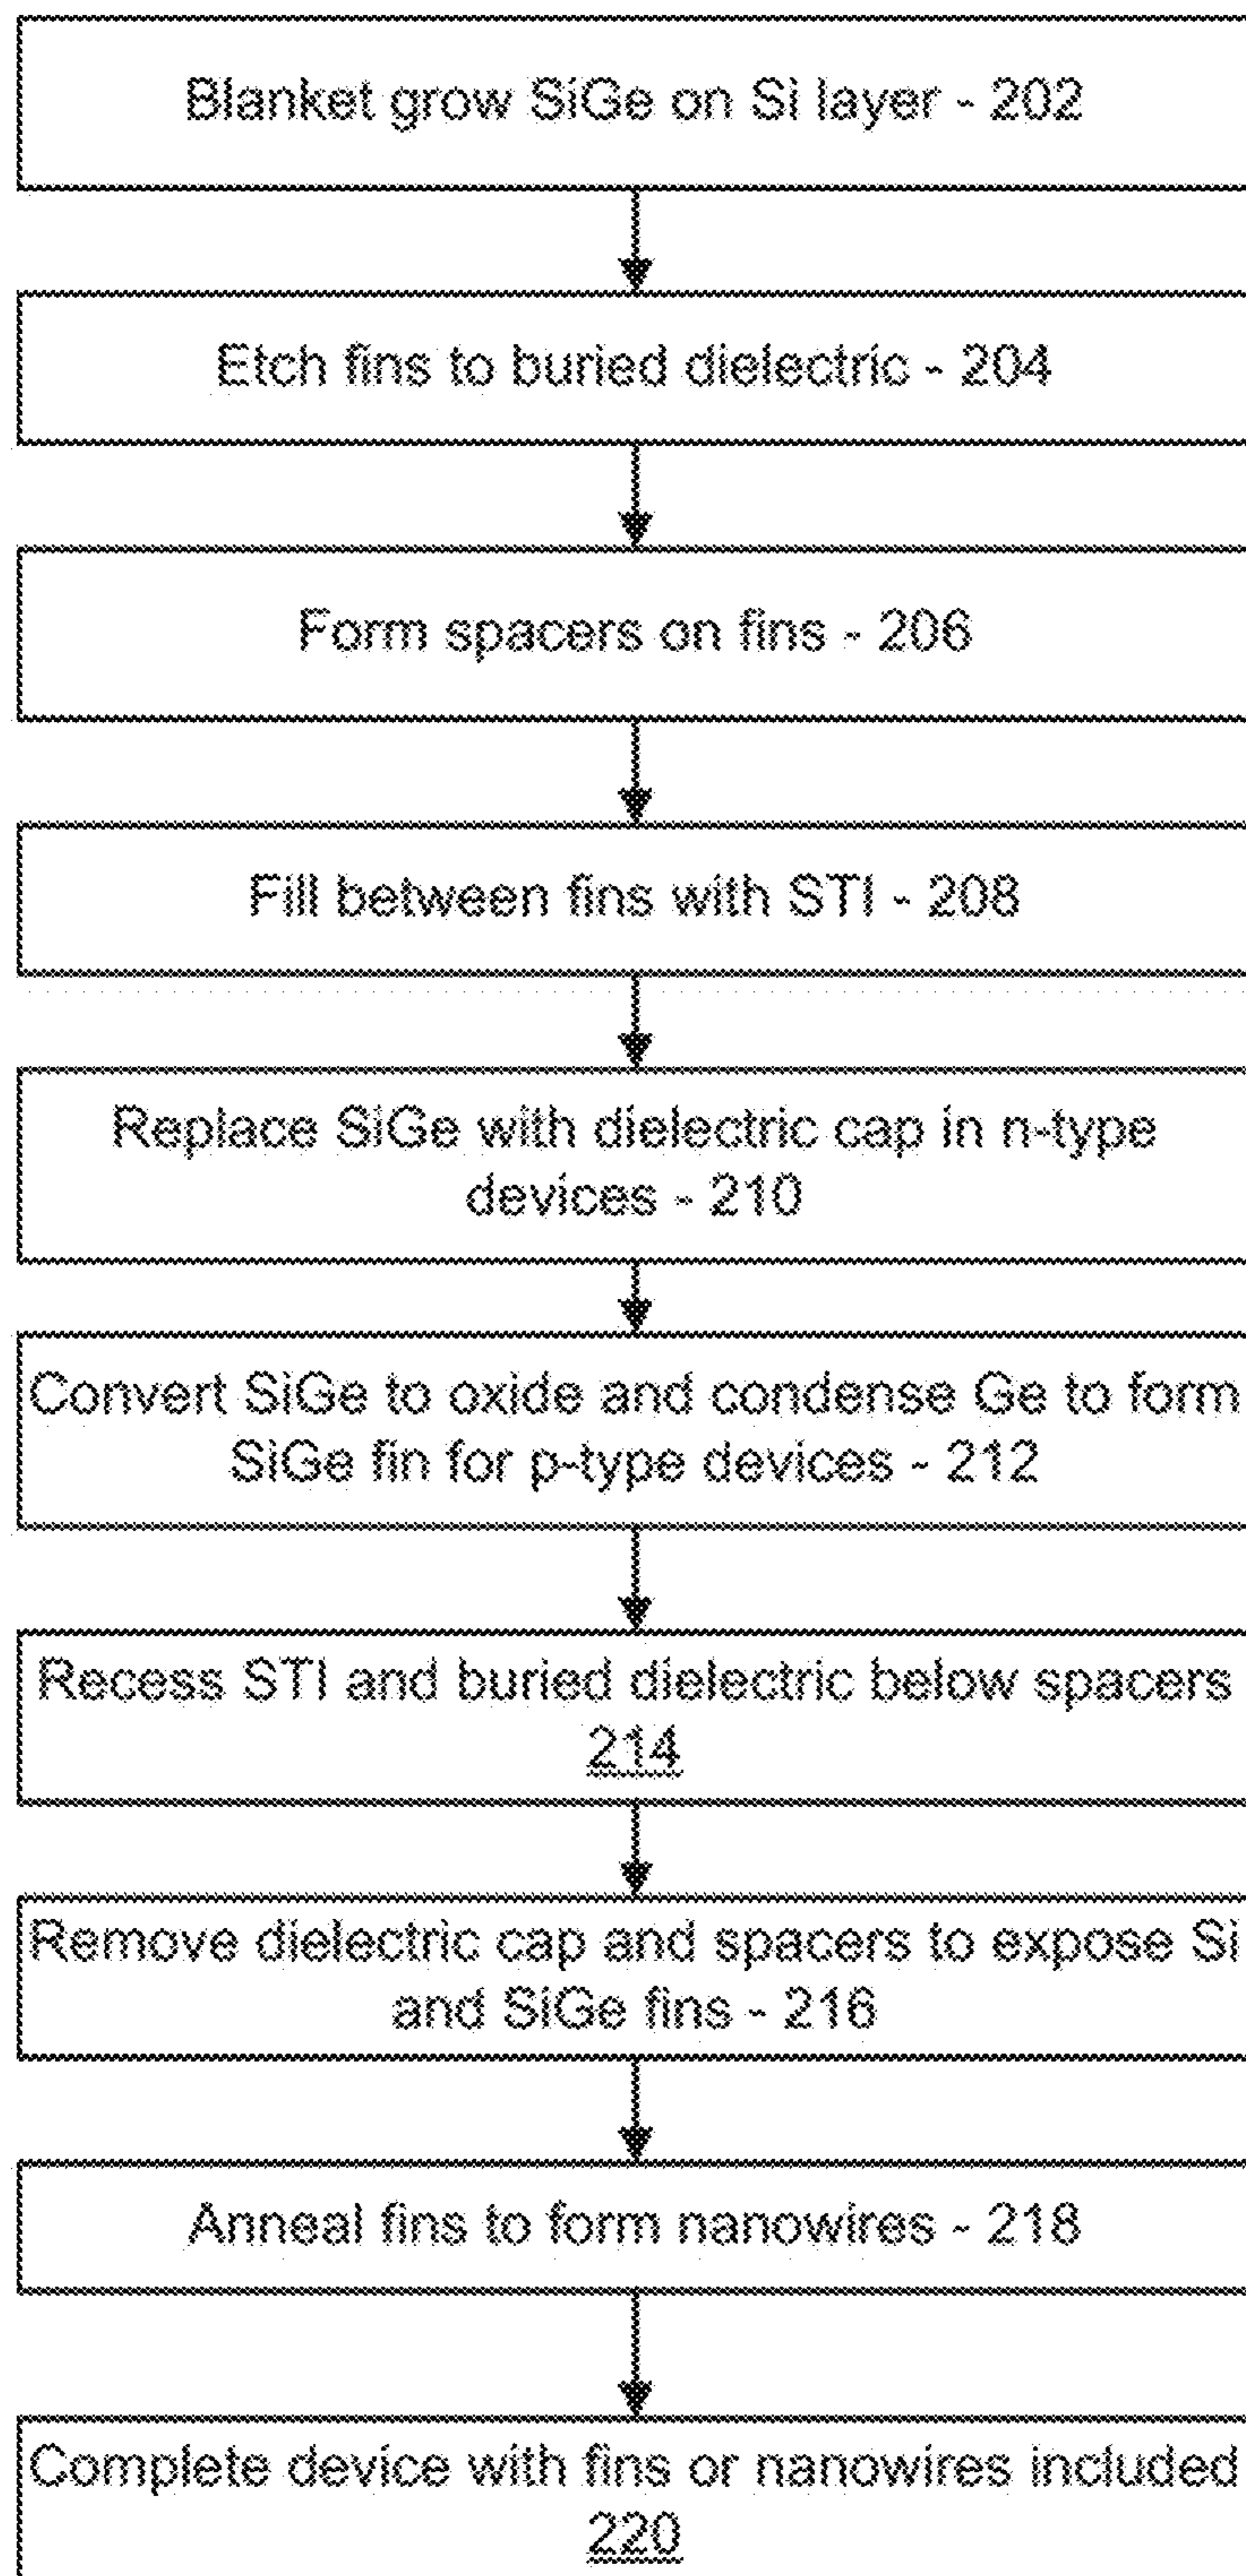 Blanket grow SiGe on Si layer - 202
Etch fins to buried dielectric - 204
Form spacers on fins - 206
Fill between fins with STI - 208
Replace SiGe with dielectric cap in n-type
devices - 210
Convert SiGe to oxide and condense Ge to form
SiGe fin for p-type devices - 212
Recess STI and buried dielectric below spacers
214
Remove dielectric cap and spacers to expose Si
and SiGe fins - 216
Anneal fins to form nanowires - 218
Complete device with fins or nanowires included
220